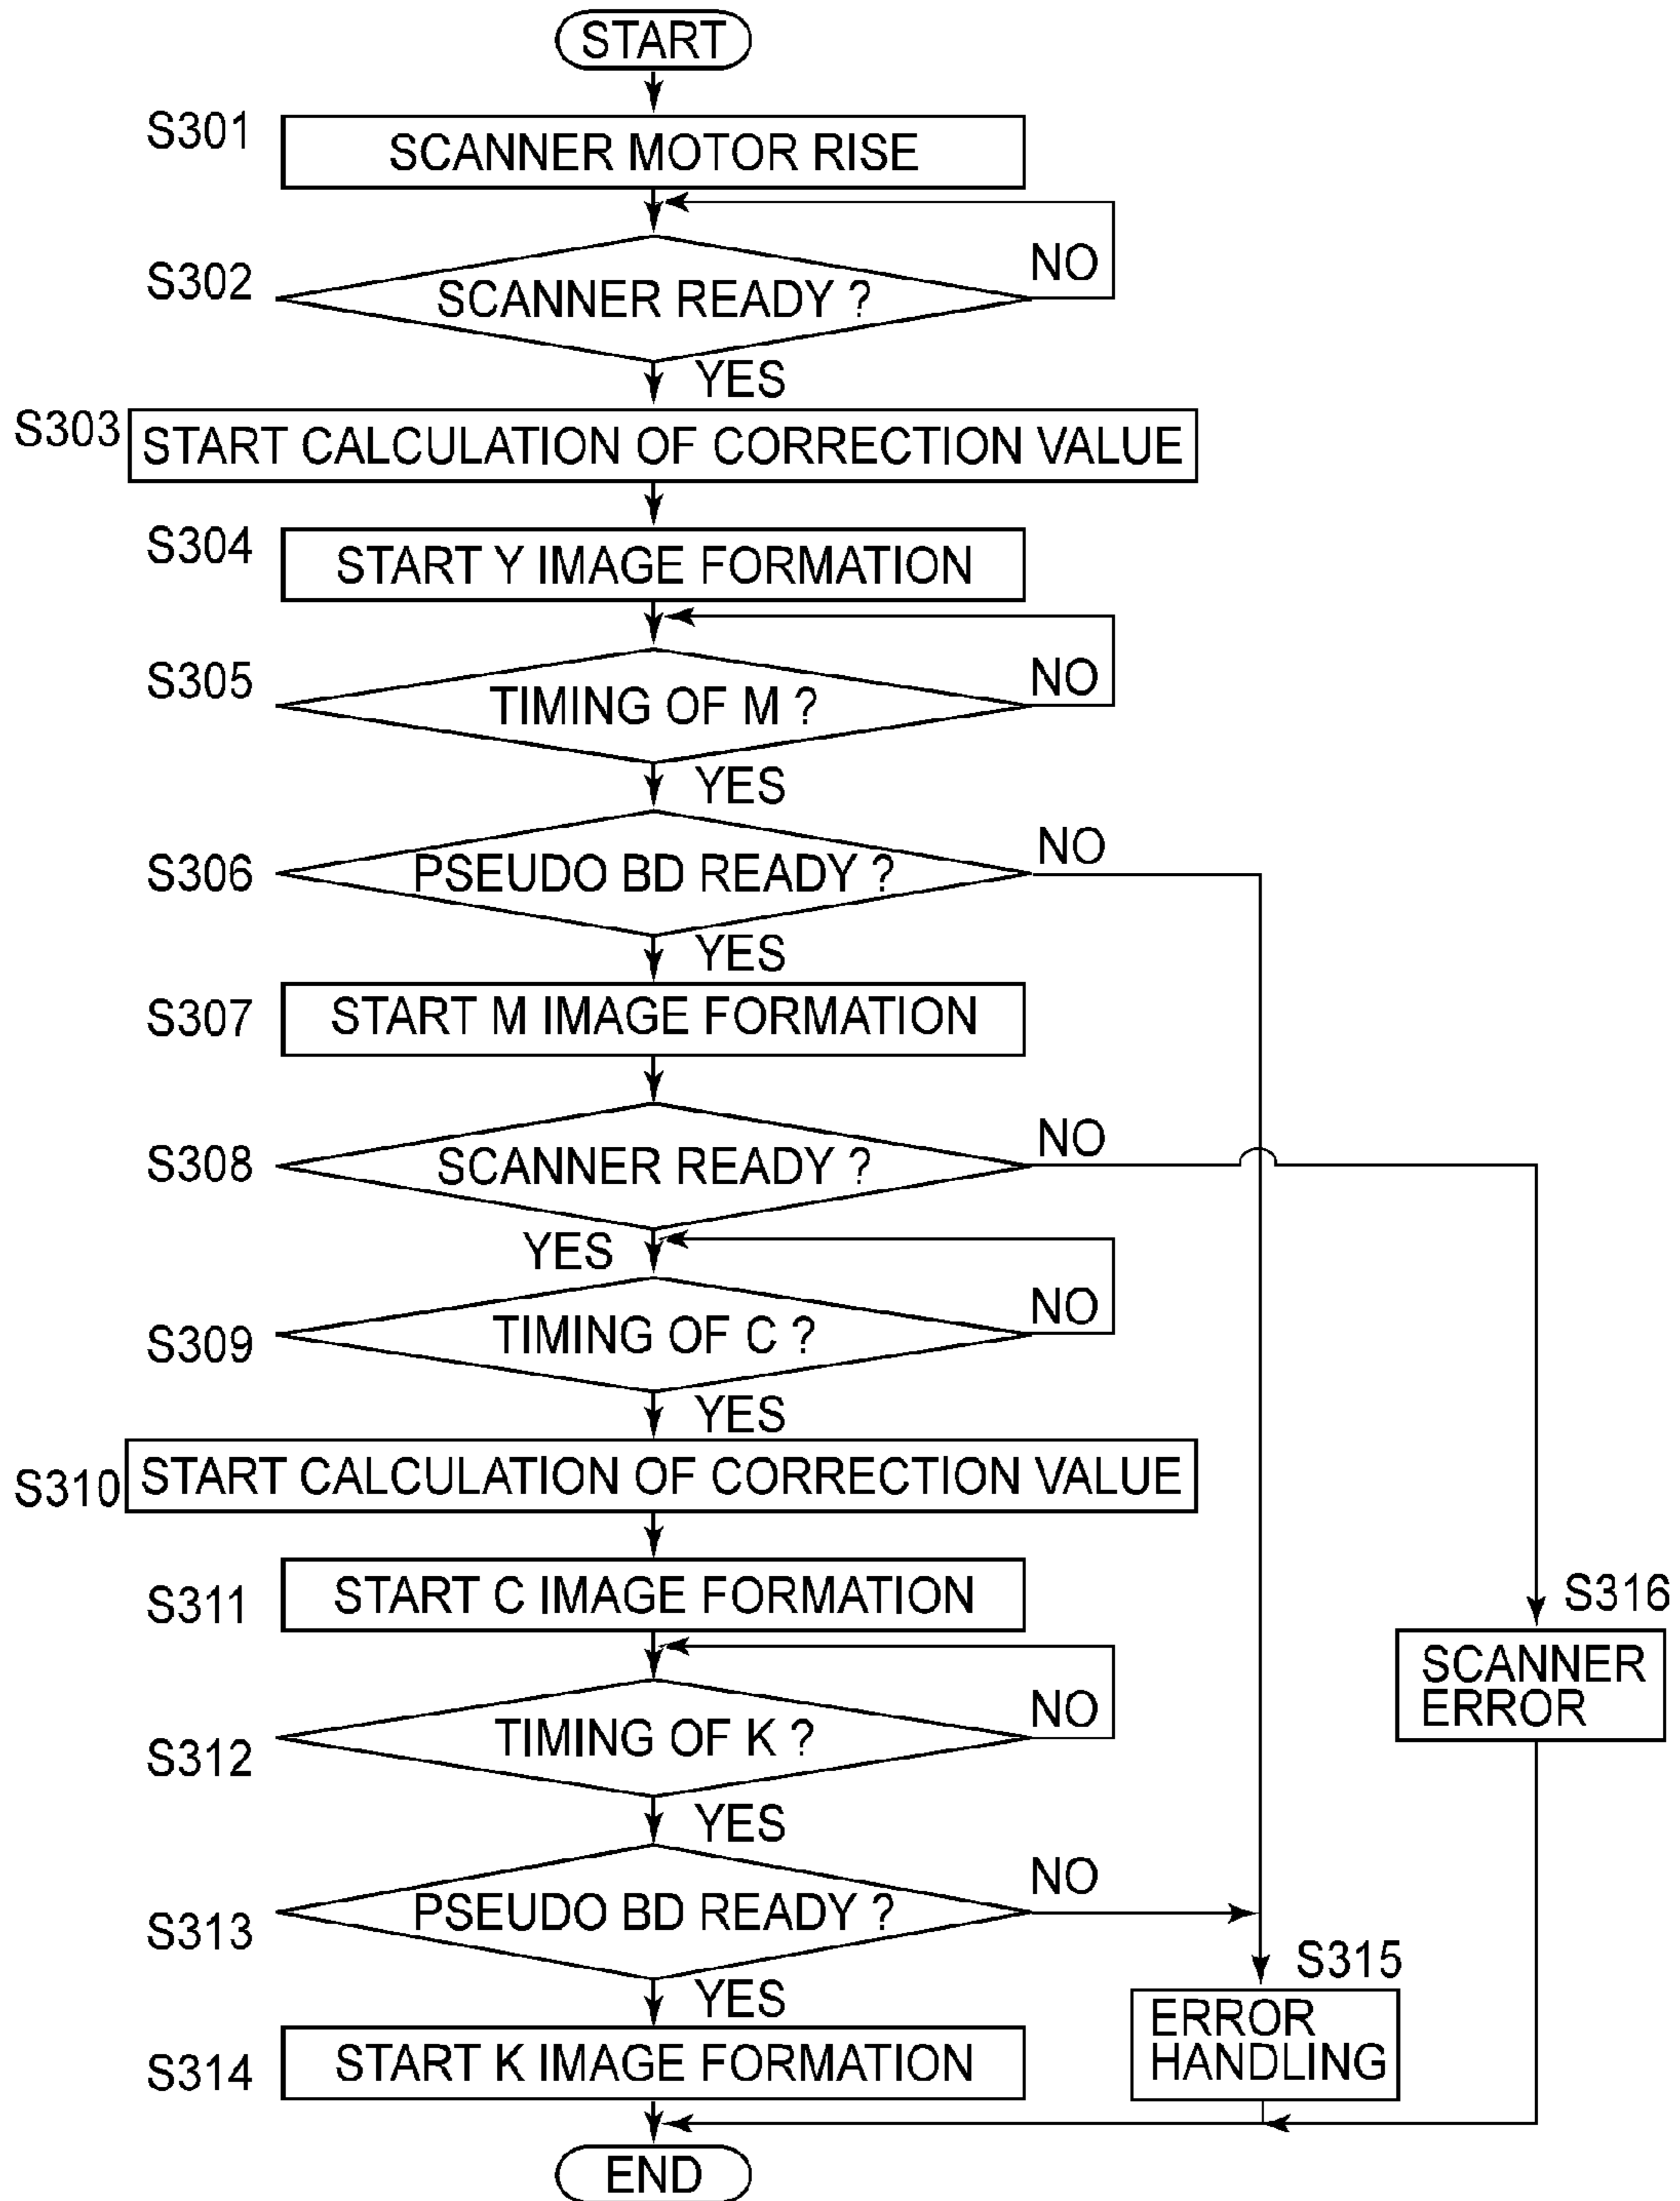 START
S301
SCANNER MOTOR RISE
S302
SCANNER READY ?
NO
YES
S303
START CALCULATION OF CORRECTION VALUE
S304
START Y IMAGE FORMATION
S305
TIMING OF M ?
NO
YES
S306
PSEUDO BD READY ?
NO
YES
S307
START M IMAGE FORMATION
S308
SCANNER READY ?
NO
YES
S309
TIMING OF C ?
NO
YES
S310
START CALCULATION OF CORRECTION VALUE
S311
START C IMAGE FORMATION
S312
TIMING OF K ?
NO
YES
S313
PSEUDO BD READY ?
NO
YES
S314
START K IMAGE FORMATION
S315
ERROR
HANDLING
S316
SCANNER
ERROR
END